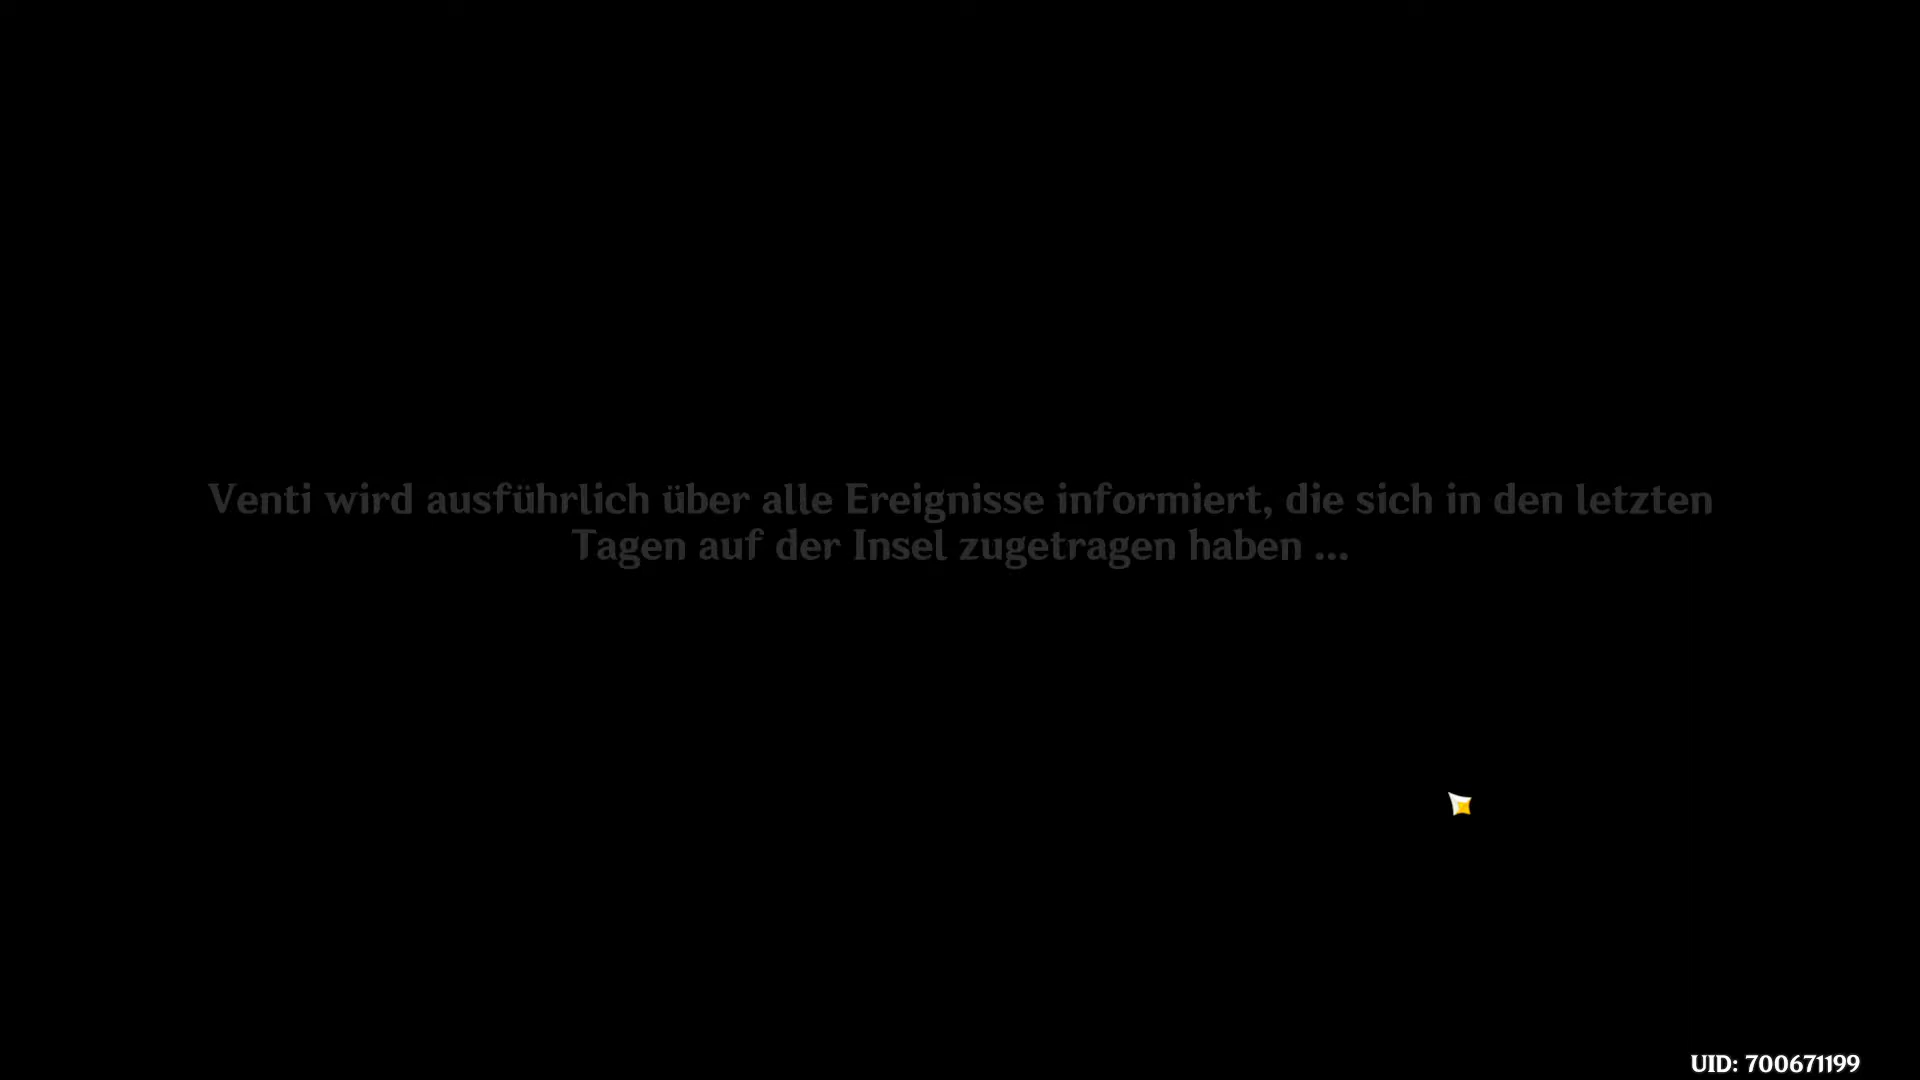 Venti wird ausführlich über alle Ereignisse informiert, die sich in den letzten
Tagen auf der Insel zugetragen haben ...
UID: 700671199